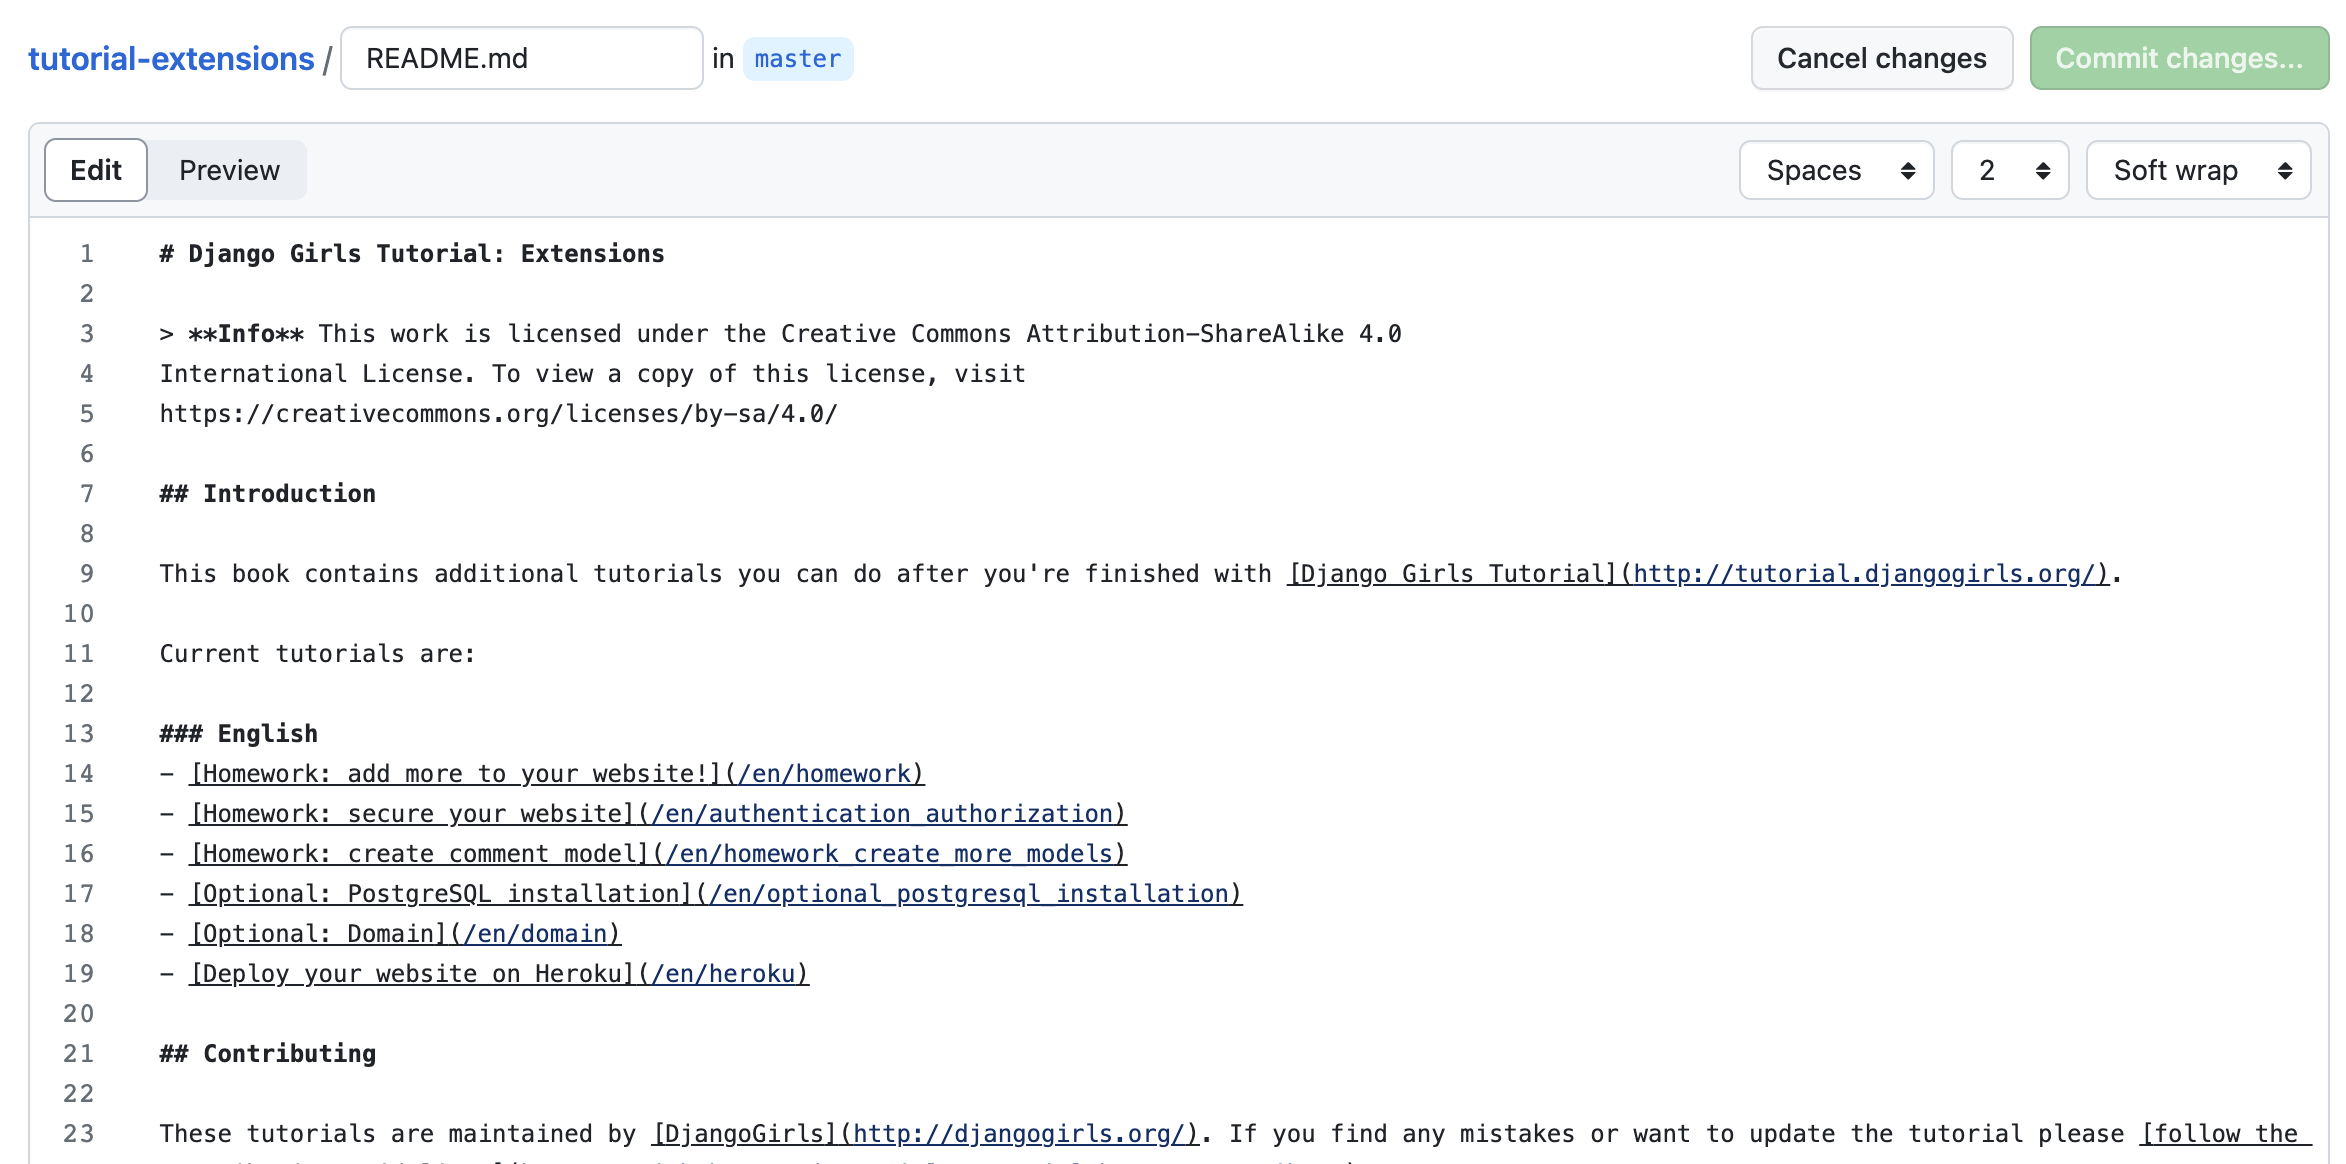 tutorial-extensions / README.md in master Cancel changes Commit changes...
Edit Preview Spaces 2 Soft wrap
1 # Django Girls Tutorial: Extensions
2
3 > **Info** This work is licensed under the Creative Commons Attribution-ShareAlike 4.0
4 International License. To view a copy of this license, visit
5 https://creativecommons.org/licenses/by-sa/4.0/
6
7 ## Introduction
8
9 This book contains additional tutorials you can do after you're finished with [Django Girls Tutorial](http://tutorial.djangogirls.org/).
10
11 Current tutorials are:
12
13 ### English
14 - [Homework: add more to your website!](/en/homework)
15 - [Homework: secure your website](/en/authentication_authorization)
16 - [Homework: create comment model](/en/homework_create_more_models)
17 - [Optional: PostgreSQL installation](/en/optional_postgresql_installation)
18 - [Optional: Domain](/en/domain)
19 - [Deploy your website on Heroku](/en/heroku)
20
21 ## Contributing
22
23 These tutorials are maintained by [DjangoGirls](http://djangogirls.org/). If you find any mistakes or want to update the tutorial please [follow the